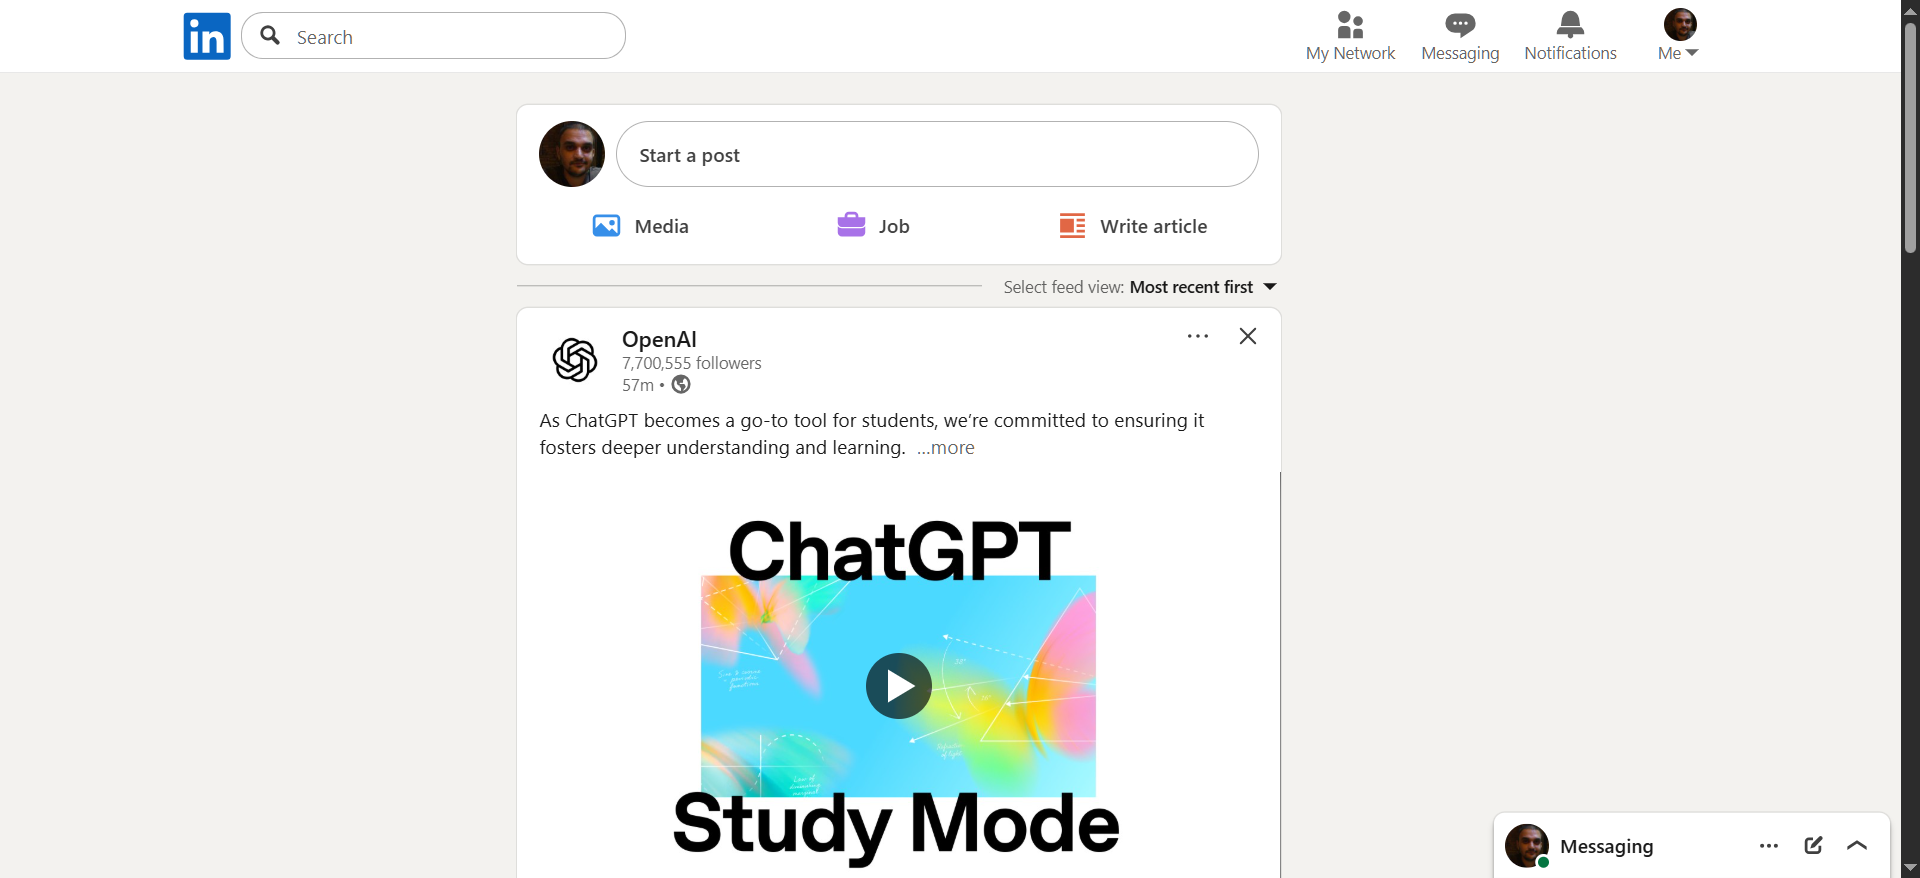 in
Search
My Network
Messaging
Notifications
Me
Start a post
Media
Job
Write article
Select feed view: Most recent first
OpenAI
7,700,555 followers
57m •
As ChatGPT becomes a go-to tool for students, we’re committed to ensuring it
fosters deeper understanding and learning. ...more
ChatGPT
Study Mode
Messaging